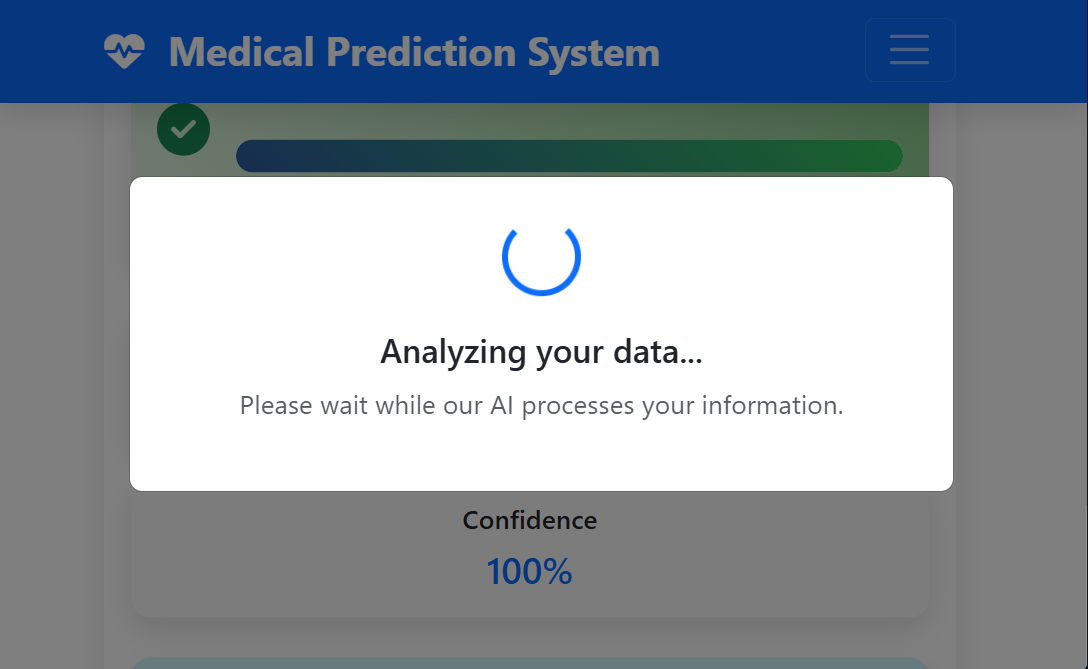 Medical Prediction System
Analyzing your data...
Please wait while our AI processes your information.
Confidence
100%